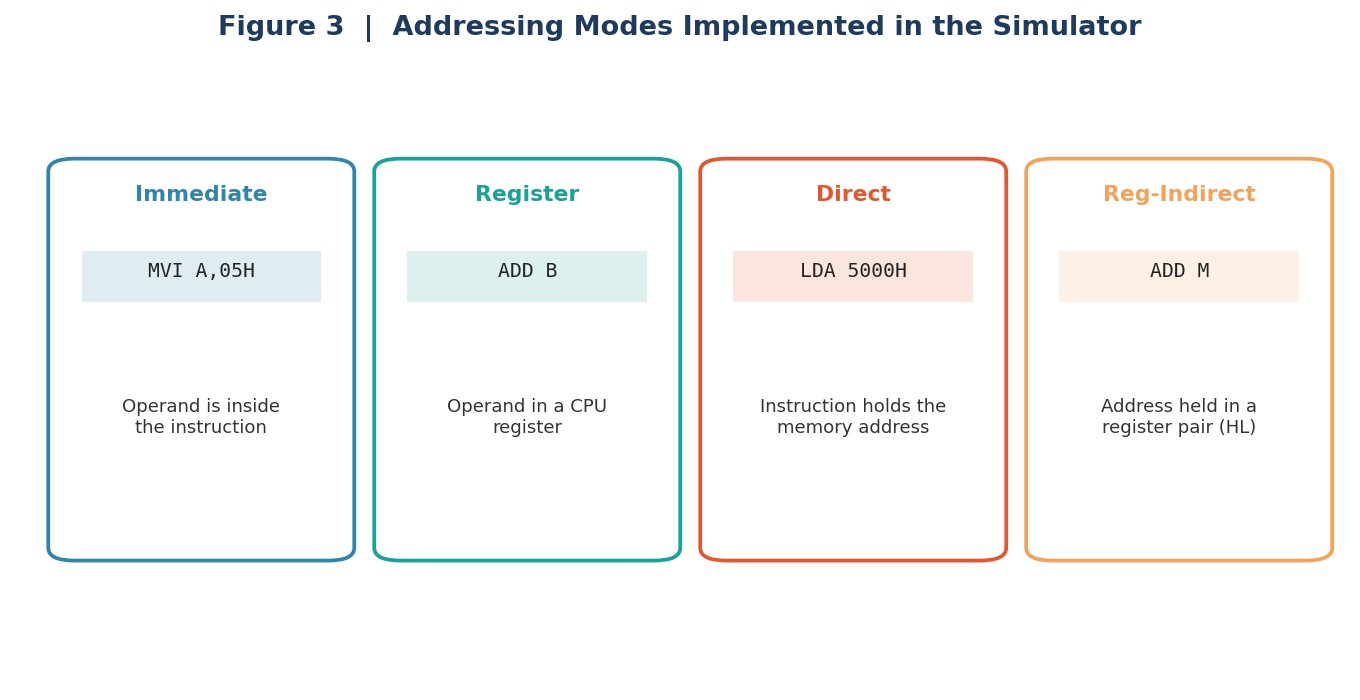 Figure 3 | Addressing Modes Implemented in the Simulator
Immediate
MVI A,05H
Operand is inside
the instruction
Register
ADD B
Operand in a CPU
register
Direct
LDA 5000H
Instruction holds the
memory address
Reg-Indirect
ADD M
Address held in a
register pair (HL)